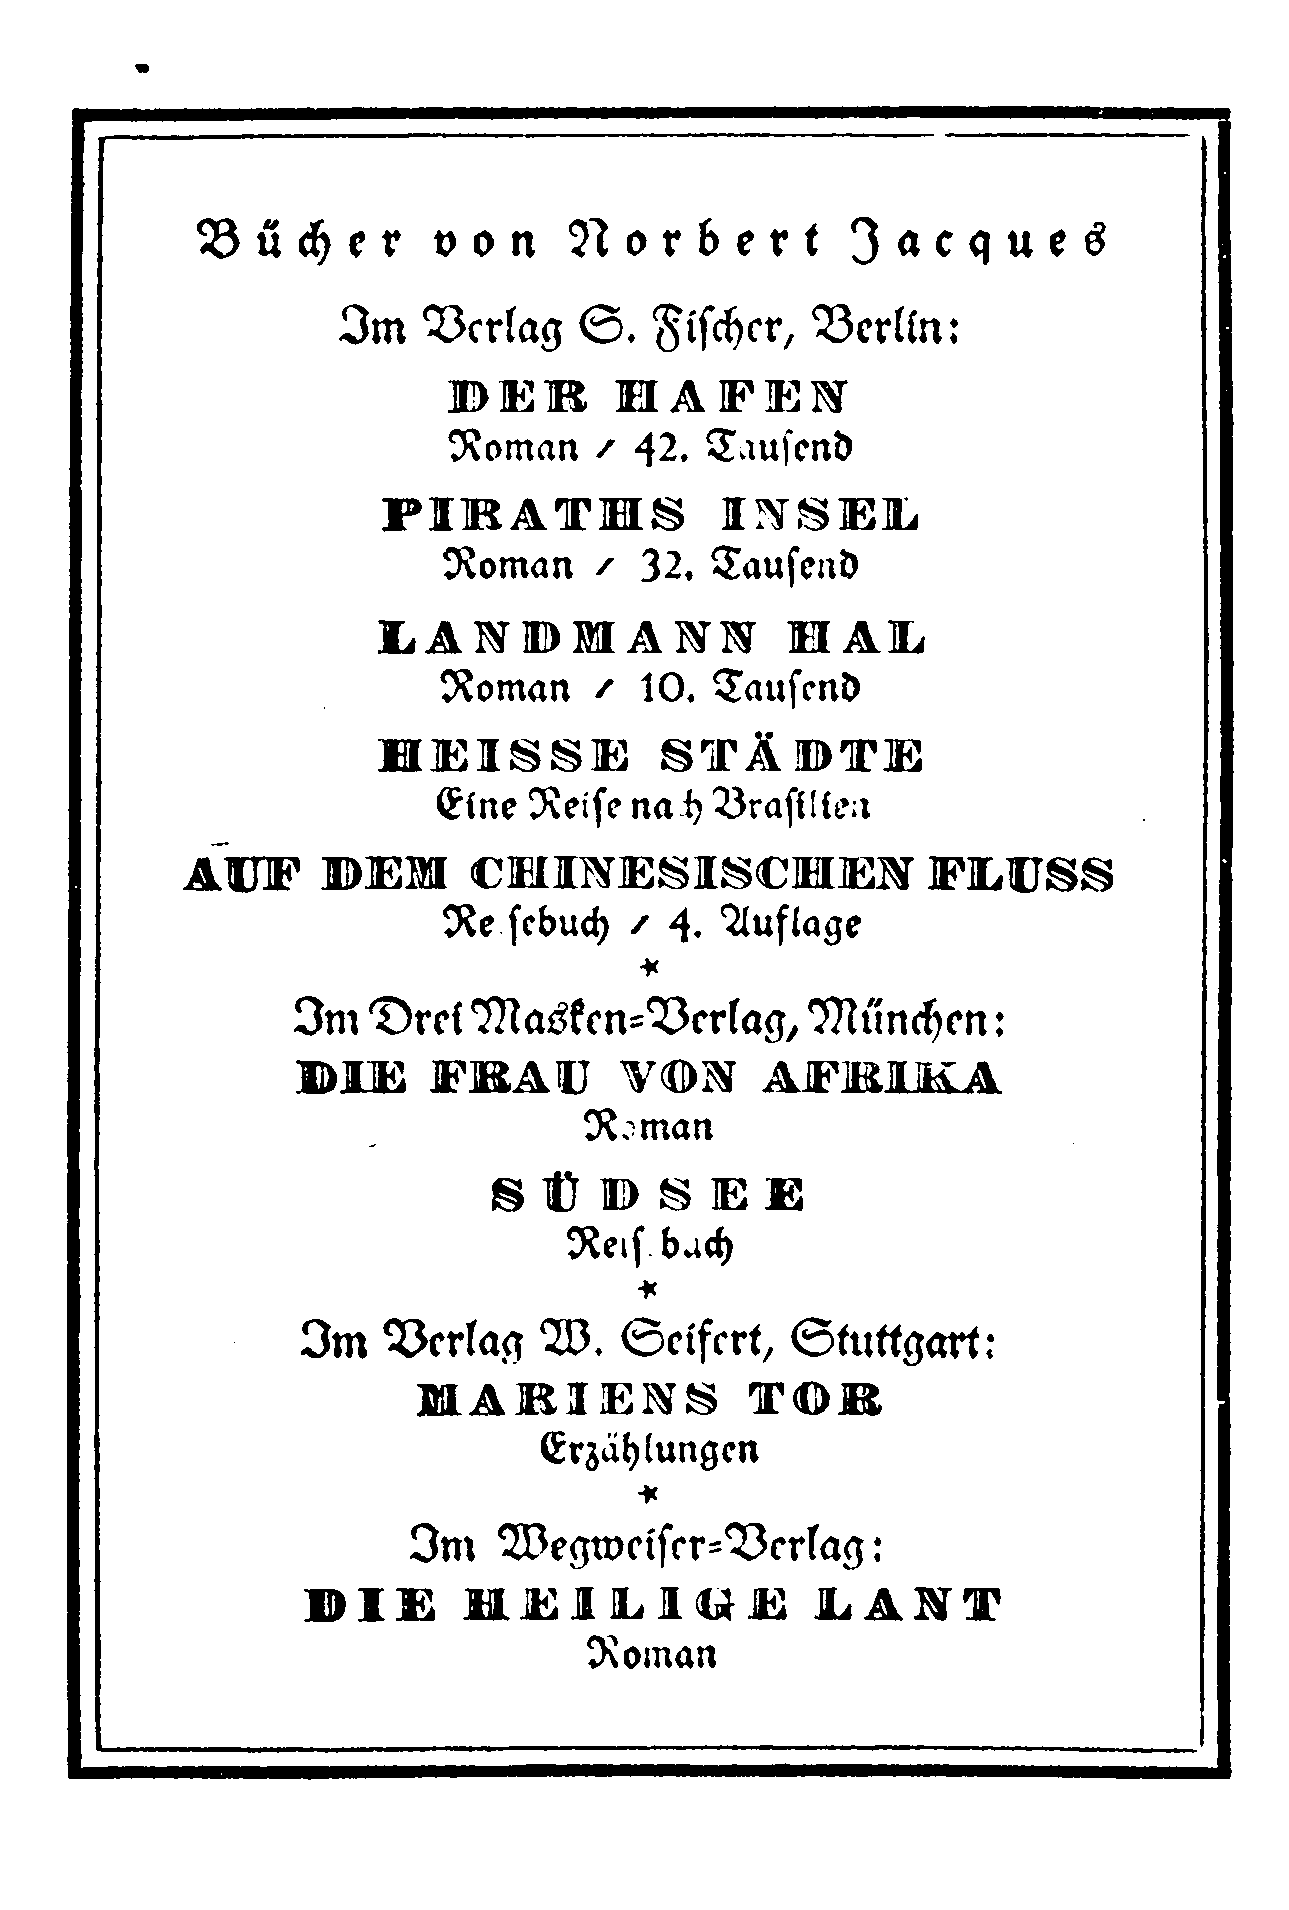 Bücher von Norbert Jacques
Im Verlag S. Fischer, Berlin:
DER HAFEN
Roman / 42. Tausend
PIRATHS INSEL
Roman / 32. Tausend
LANDMANN HAL
Roman / 10. Tausend
HEISSE STÄDTE
Eine Reise nach Brasilien
AUF DEM CHINESISCHEN FLUSS
Reisebuch / 4. Auflage
*
Im Drei Masken-Verlag, München:
DIE FRAU VON AFRIKA
Roman
SÜDSEE
Reisebuch
*
Im Verlag W. Seifert, Stuttgart:
MARIENS TOR
Erzählungen
*
Im Wegweiser-Verlag:
DIE HEILIGE LANT
Roman